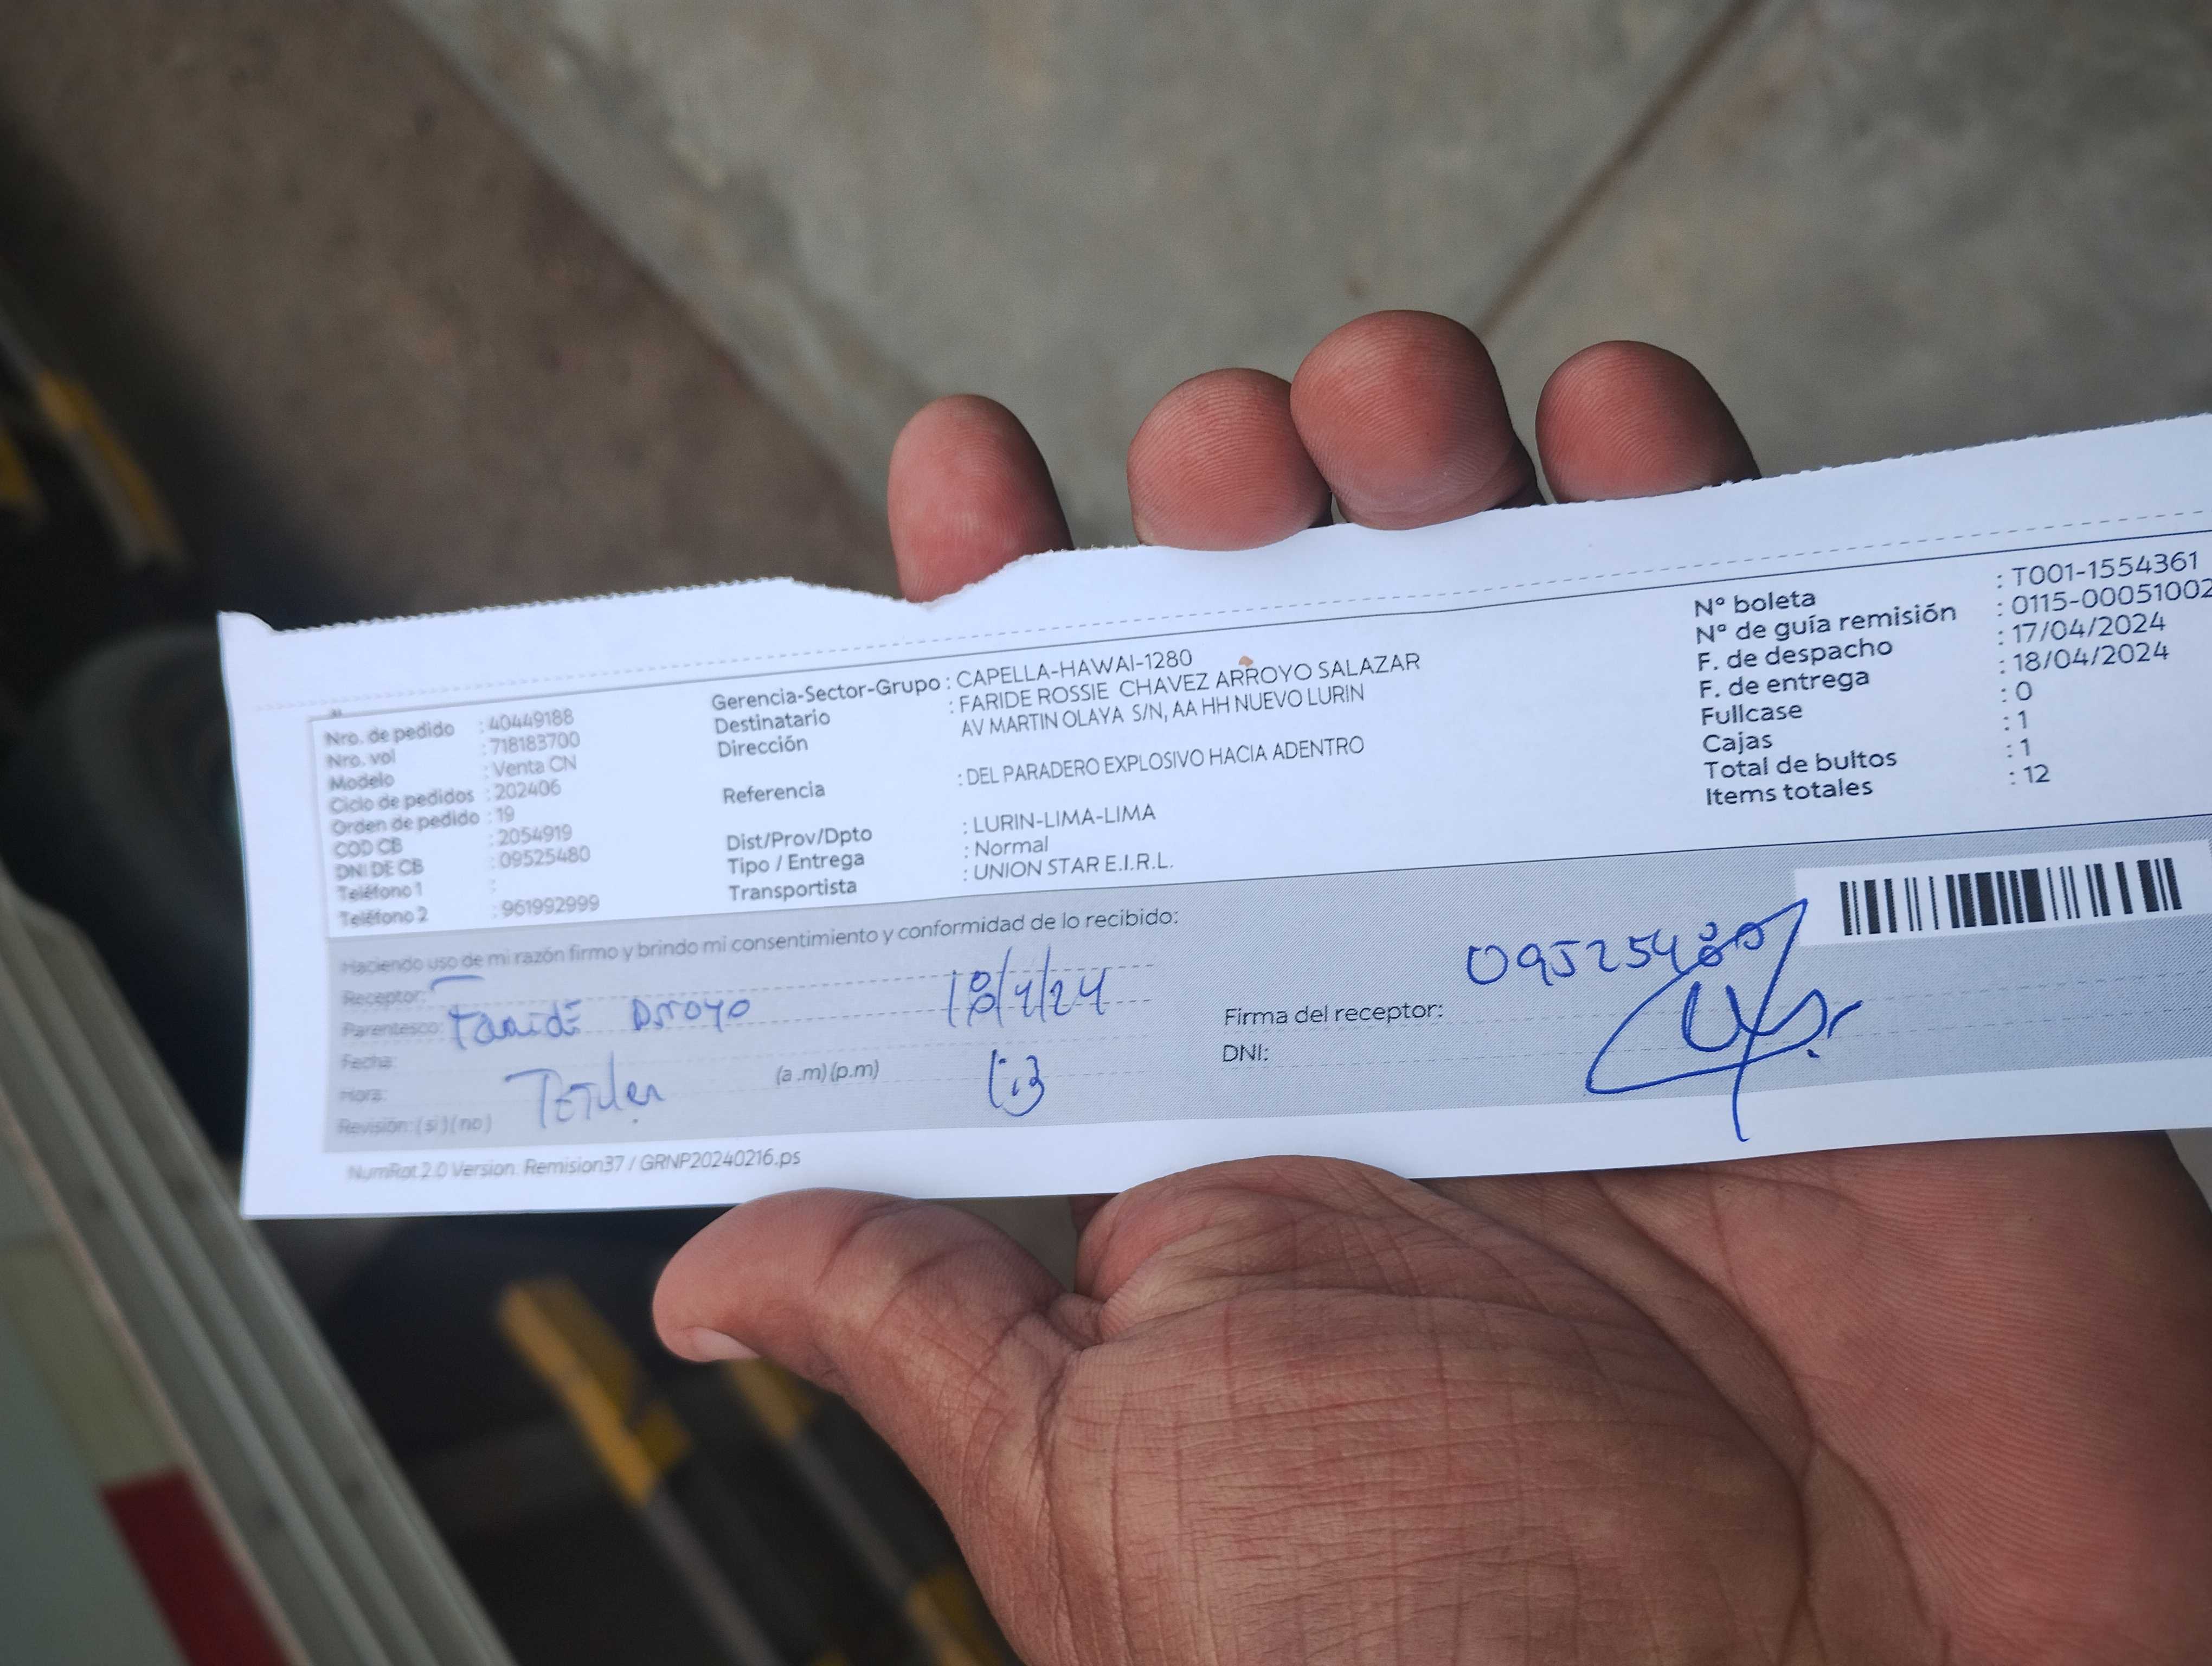 Nro. de pedido : 40449188
Nro. vol : 718183700
Modelo : Venta CN
Ciclo de pedidos : 202406
Orden de pedido : 19
COD CB : 2054919
DNI DE CB : 09525480
Teléfono 1 :
Teléfono 2 : 961992999
Gerencia-Sector-Grupo : CAPELLA-HAWAI-1280
Destinatario : FARIDE ROSSIE CHAVEZ ARROYO SALAZAR
Dirección AV MARTIN OLAYA S/N, AA HH NUEVO LURIN
Referencia : DEL PARADERO EXPLOSIVO HACIA ADENTRO
Dist/Prov/Dpto : LURIN-LIMA-LIMA
Tipo / Entrega : Normal
Transportista : UNION STAR E.I.R.L.
N° boleta : T001-1554361
N° de guía remisión : 0115-00051002
F. de despacho : 17/04/2024
F. de entrega : 18/04/2024
Fullcase : 0
Cajas : 1
Total de bultos : 1
Items totales : 12
Haciendo uso de mi razón firmo y brindo mi consentimiento y conformidad de lo recibido:
Receptor:
Parentesco: Faride Arroyo 18/4/24
Fecha:
Hora: (a .m) (p.m)
Revisión: ( si ) ( no )
09525480
Firma del receptor:
DNI:
NumRot 2.0 Version. Remision37 / GRNP20240216.ps